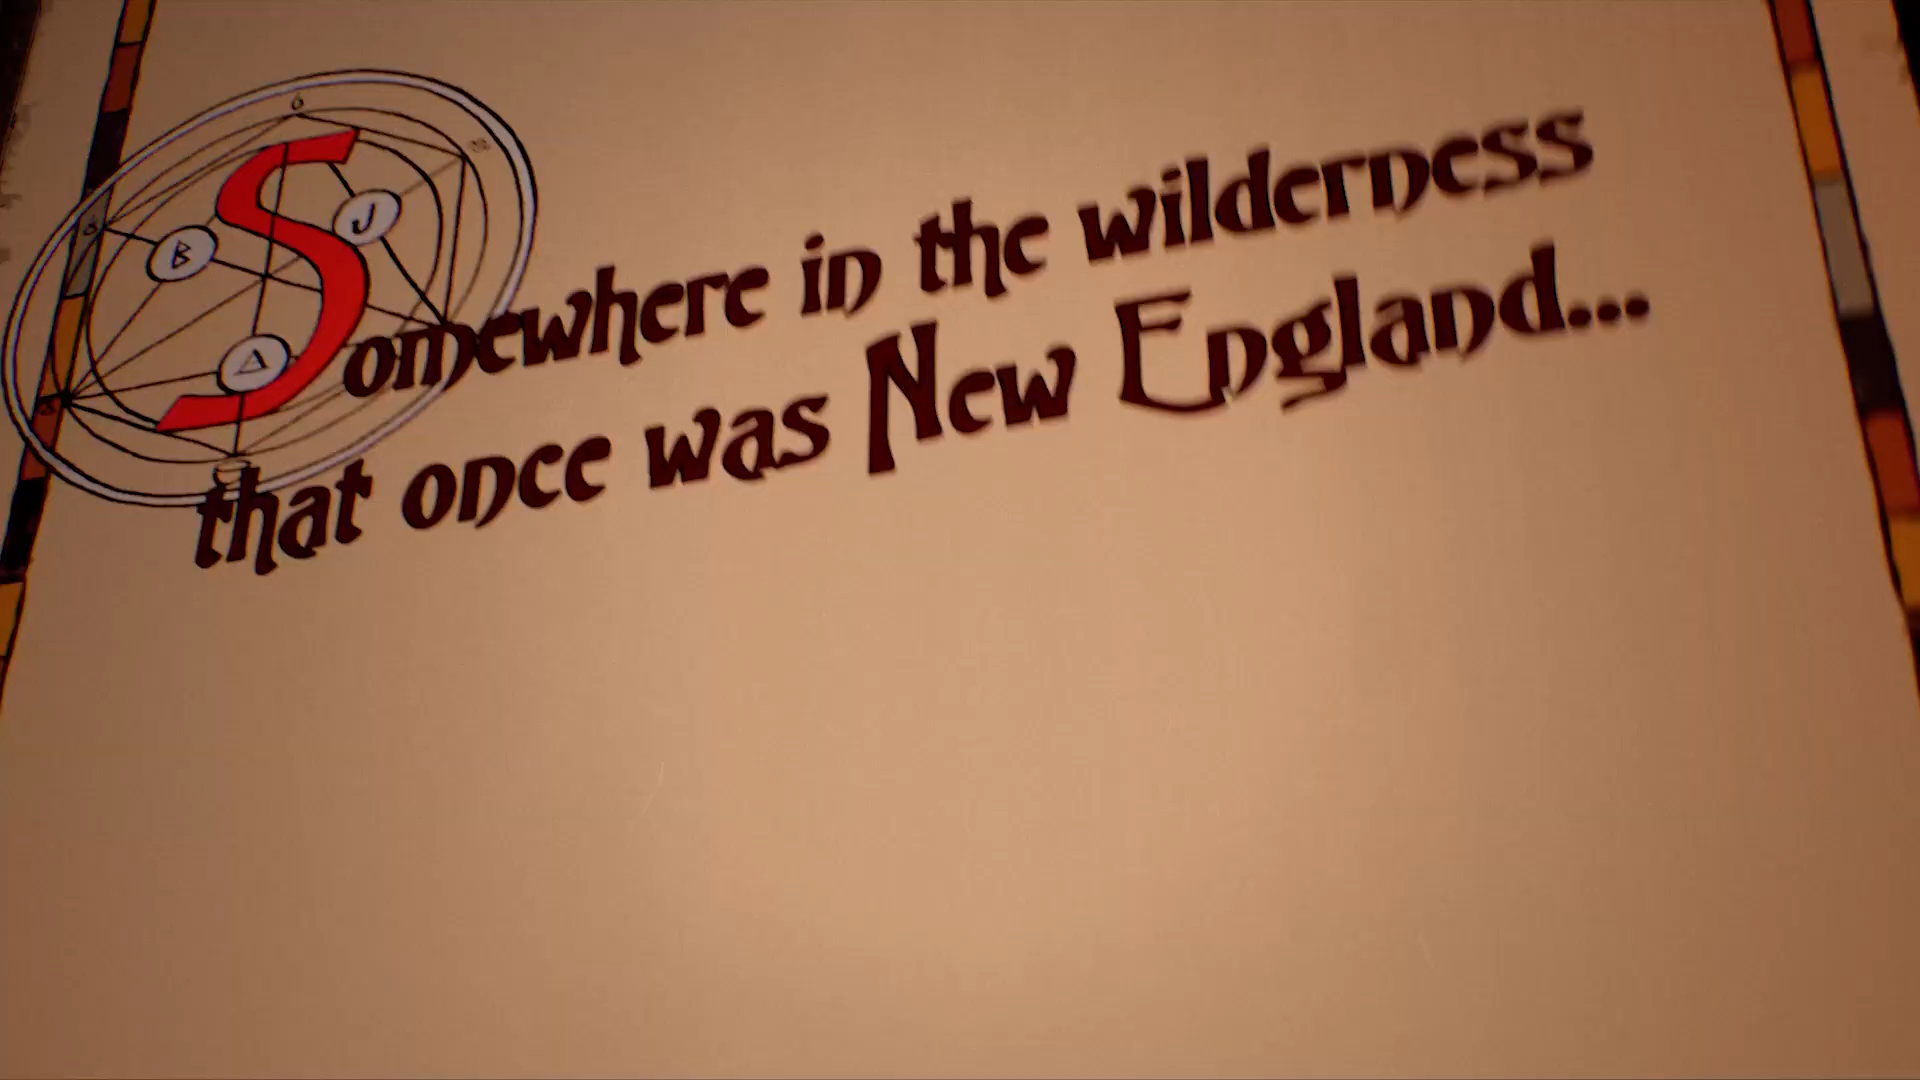 Somewhere in the wilderness
that once was New England...
B
J
Δ